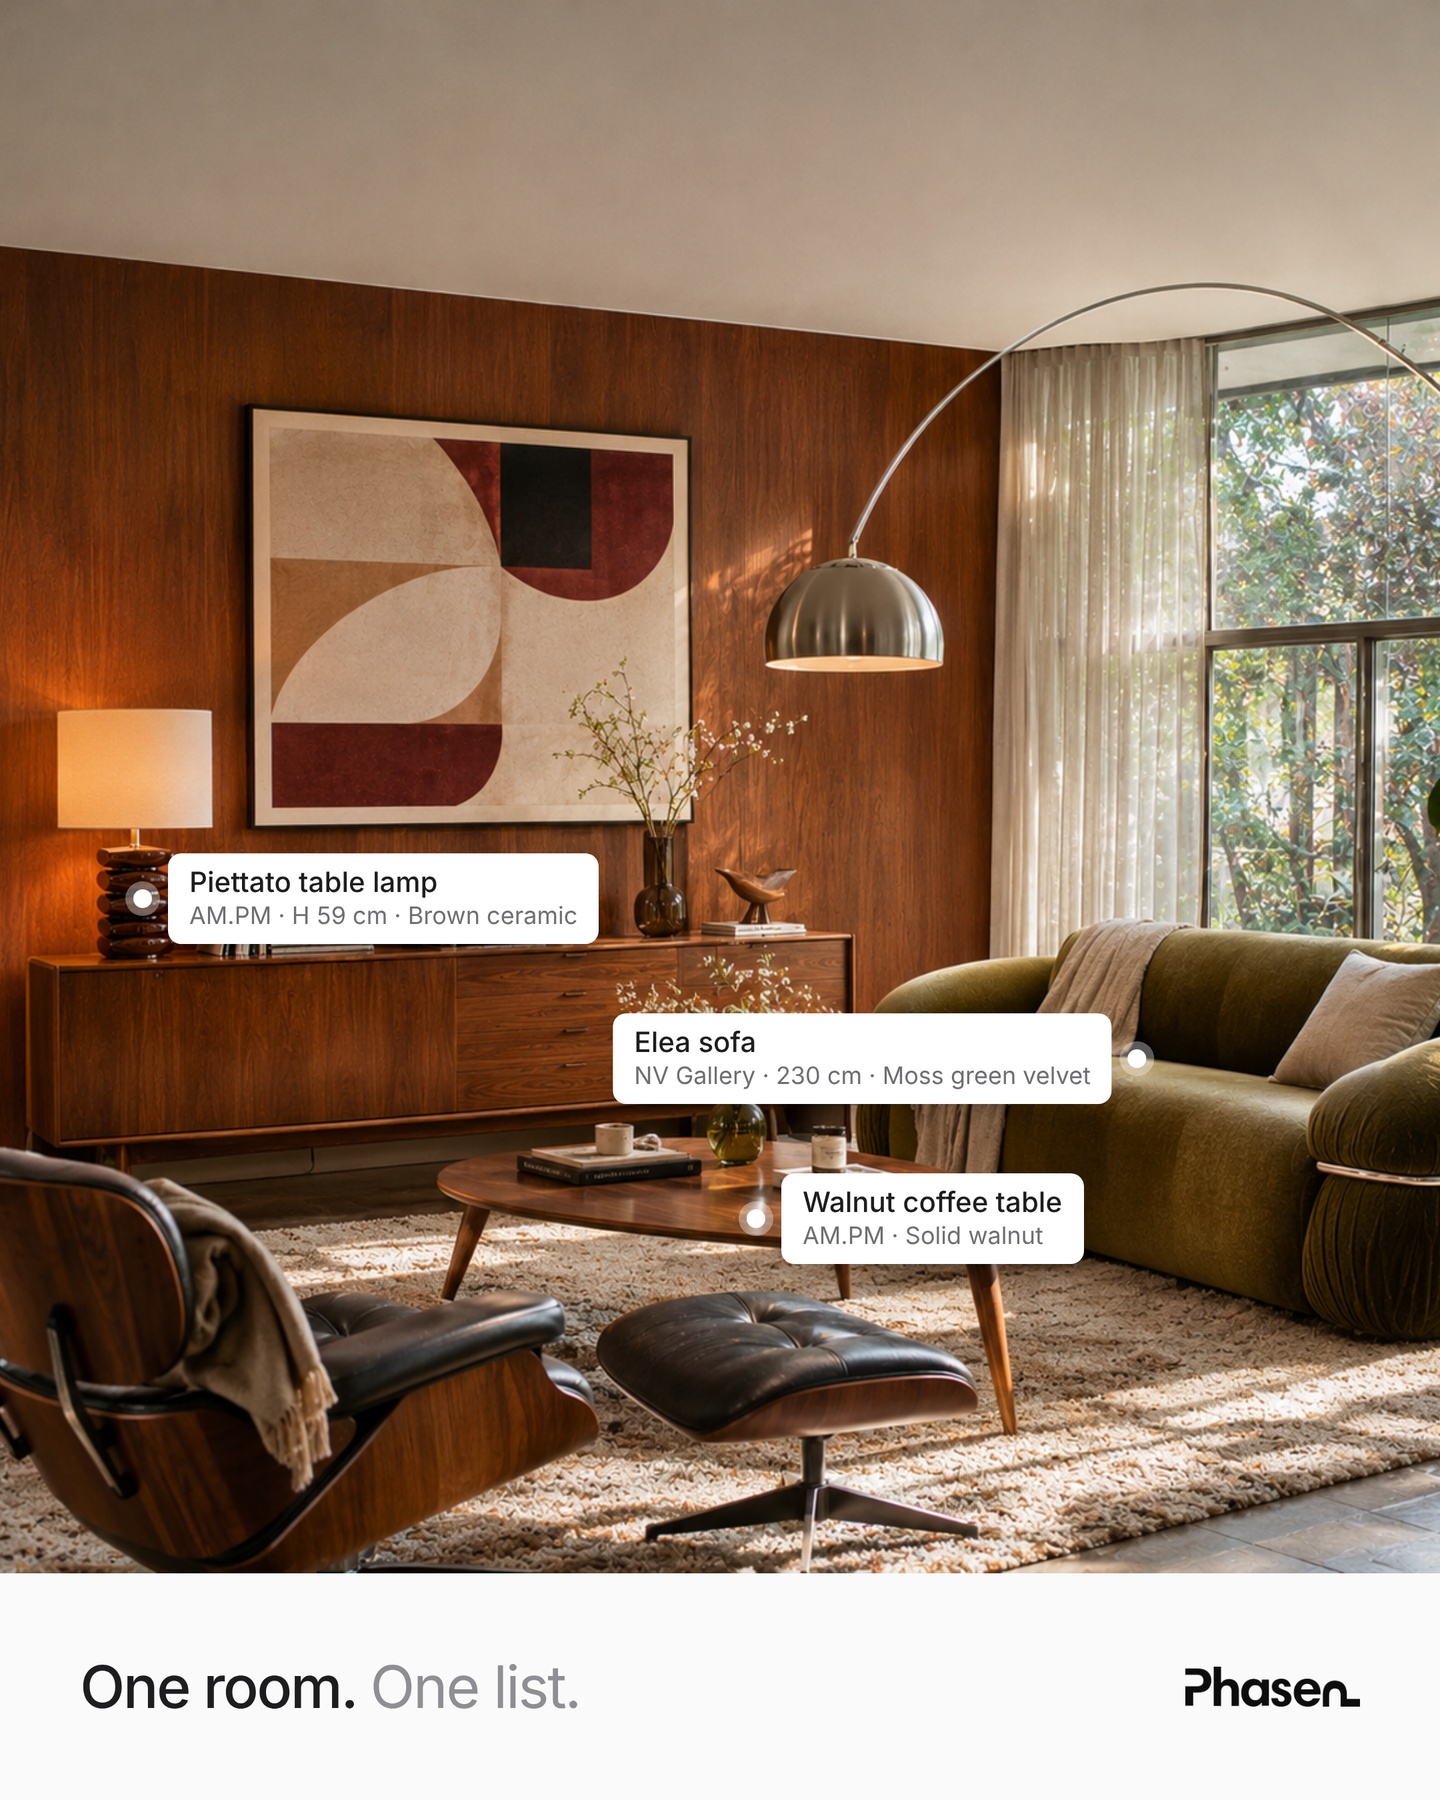 Piettato table lamp
AM.PM · H 59 cm · Brown ceramic
Elea sofa
NV Gallery · 230 cm · Moss green velvet
Walnut coffee table
AM.PM · Solid walnut
One room. One list.
Phasen